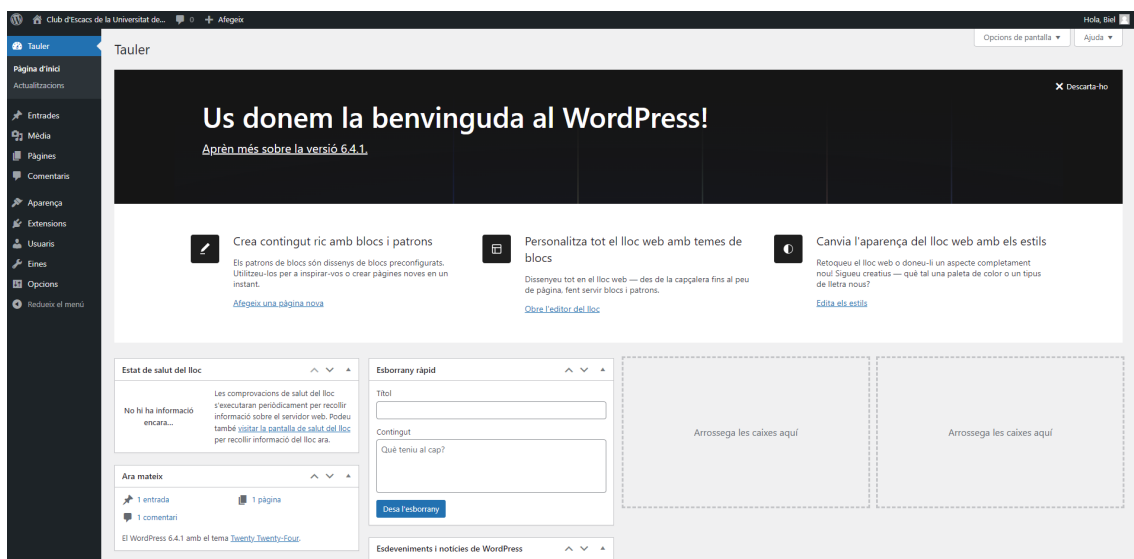 Club d'Escacs de la Universitat de... 0 Afegeix
Hola, Biel
Tauler
Pàgina d'inici
Actualitzacions
Entrades
Mèdia
Pàgines
Comentaris
Aparença
Extensions
Usuaris
Eines
Opcions
Redueix el menú
Opcions de pantalla
Ajuda
Tauler
Descarta-ho
Us donem la benvinguda al WordPress!
Aprèn més sobre la versió 6.4.1.
Crea contingut ric amb blocs i patrons
Els patrons de blocs són dissenys de blocs preconfigurats.
Utilitzeu-los per a inspirar-vos o crear pàgines noves en un
instant.
Afegeix una pàgina nova
Personalitza tot el lloc web amb temes de
blocs
Dissenyeu tot en el lloc web — des de la capçalera fins al peu
de pàgina, fent servir blocs i patrons.
Obre l'editor del lloc
Canvia l'aparença del lloc web amb els estils
Retoqueu el lloc web o doneu-li un aspecte completament
nou! Sigueu creatius — què tal una paleta de color o un tipus
de lletra nous?
Edita els estils
Estat de salut del lloc
No hi ha informació
encara...
Les comprovacions de salut del lloc
s'executaran periòdicament per recollir
informació sobre el servidor web. Podeu
també visitar la pantalla de salut del lloc
per recollir informació del lloc ara.
Ara mateix
1 entrada
1 pàgina
1 comentari
El WordPress 6.4.1 amb el tema Twenty Twenty-Four.
Esborrany ràpid
Títol
Contingut
Què teniu al cap?
Desa l'esborrany
Esdeveniments i notícies de WordPress
Arrossega les caixes aquí
Arrossega les caixes aquí